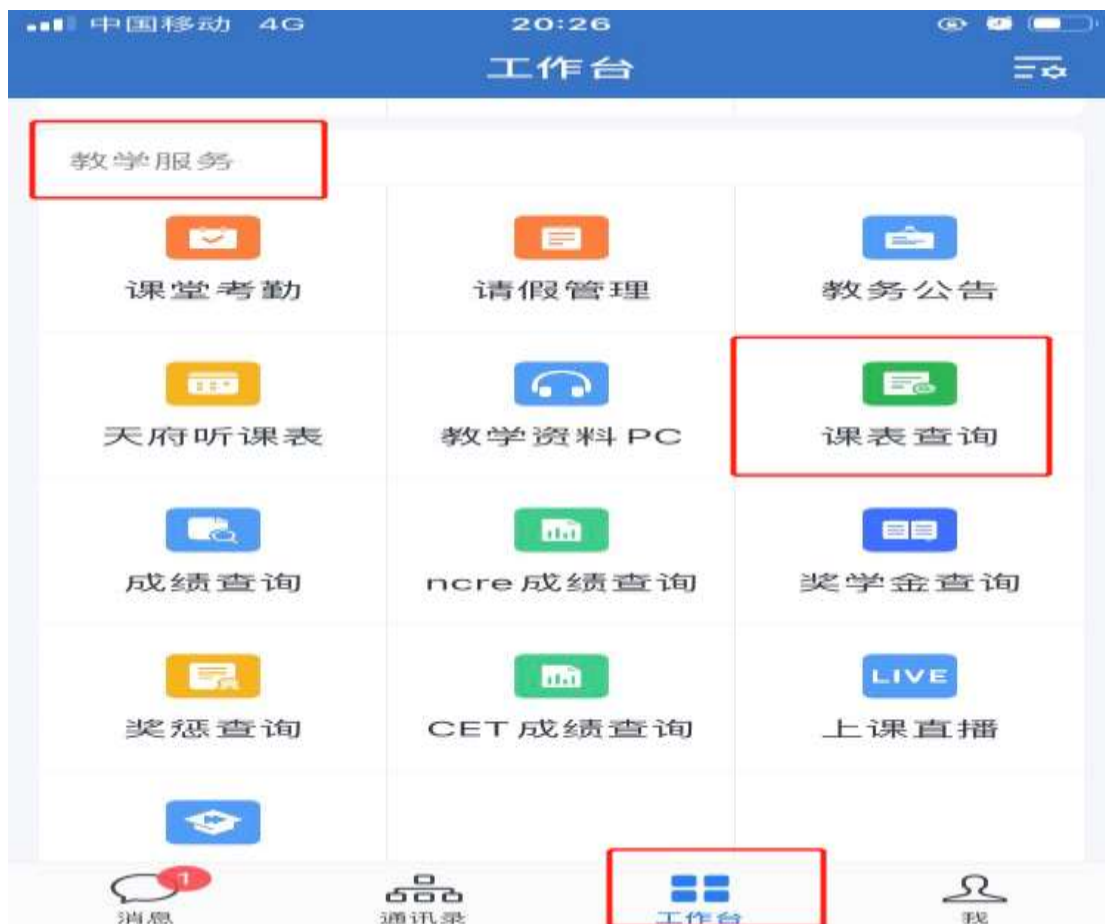 中国移动 4G 20:26
工作台
教学服务
课堂考勤 请假管理 教务公告
天府听课表 教学资料PC 课表查询
LIVE
成绩查询 ncre成绩查询 奖学金查询
奖惩查询 CET成绩查询 上课直播
1
消息 通讯录 工作台 我